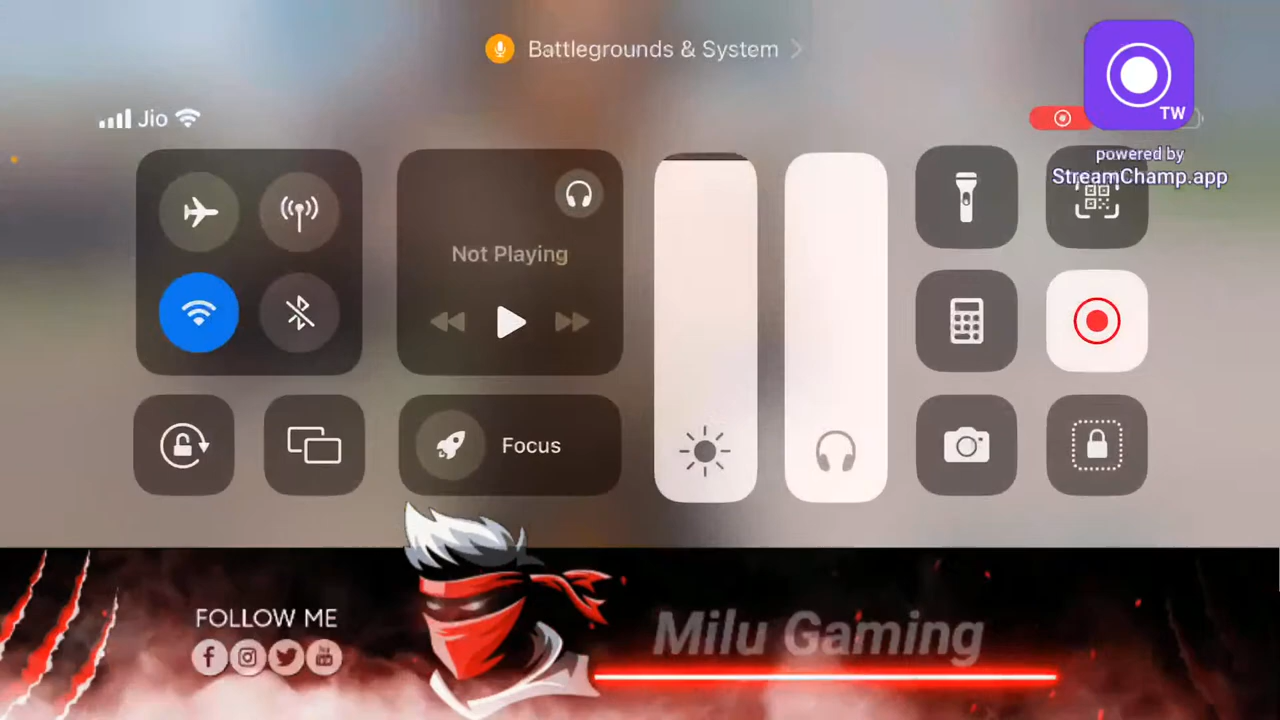 Battlegrounds & System
Jio
TW
powered by
StreamChamp.app
Not Playing
Focus
FOLLOW ME
Milu Gaming